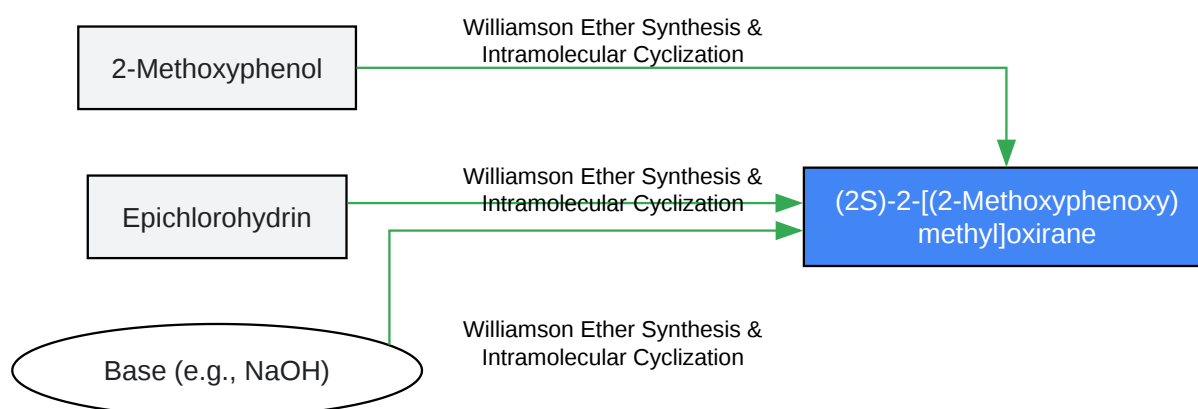 Williamson Ether Synthesis &
Intramolecular Cyclization
2-Methoxyphenol
Williamson Ether Synthesis &
Intramolecular Cyclization
Epichlorohydrin
(2S)-2-[(2-Methoxyphenoxy)
methyl]oxirane
Williamson Ether Synthesis &
Intramolecular Cyclization
Base (e.g., NaOH)